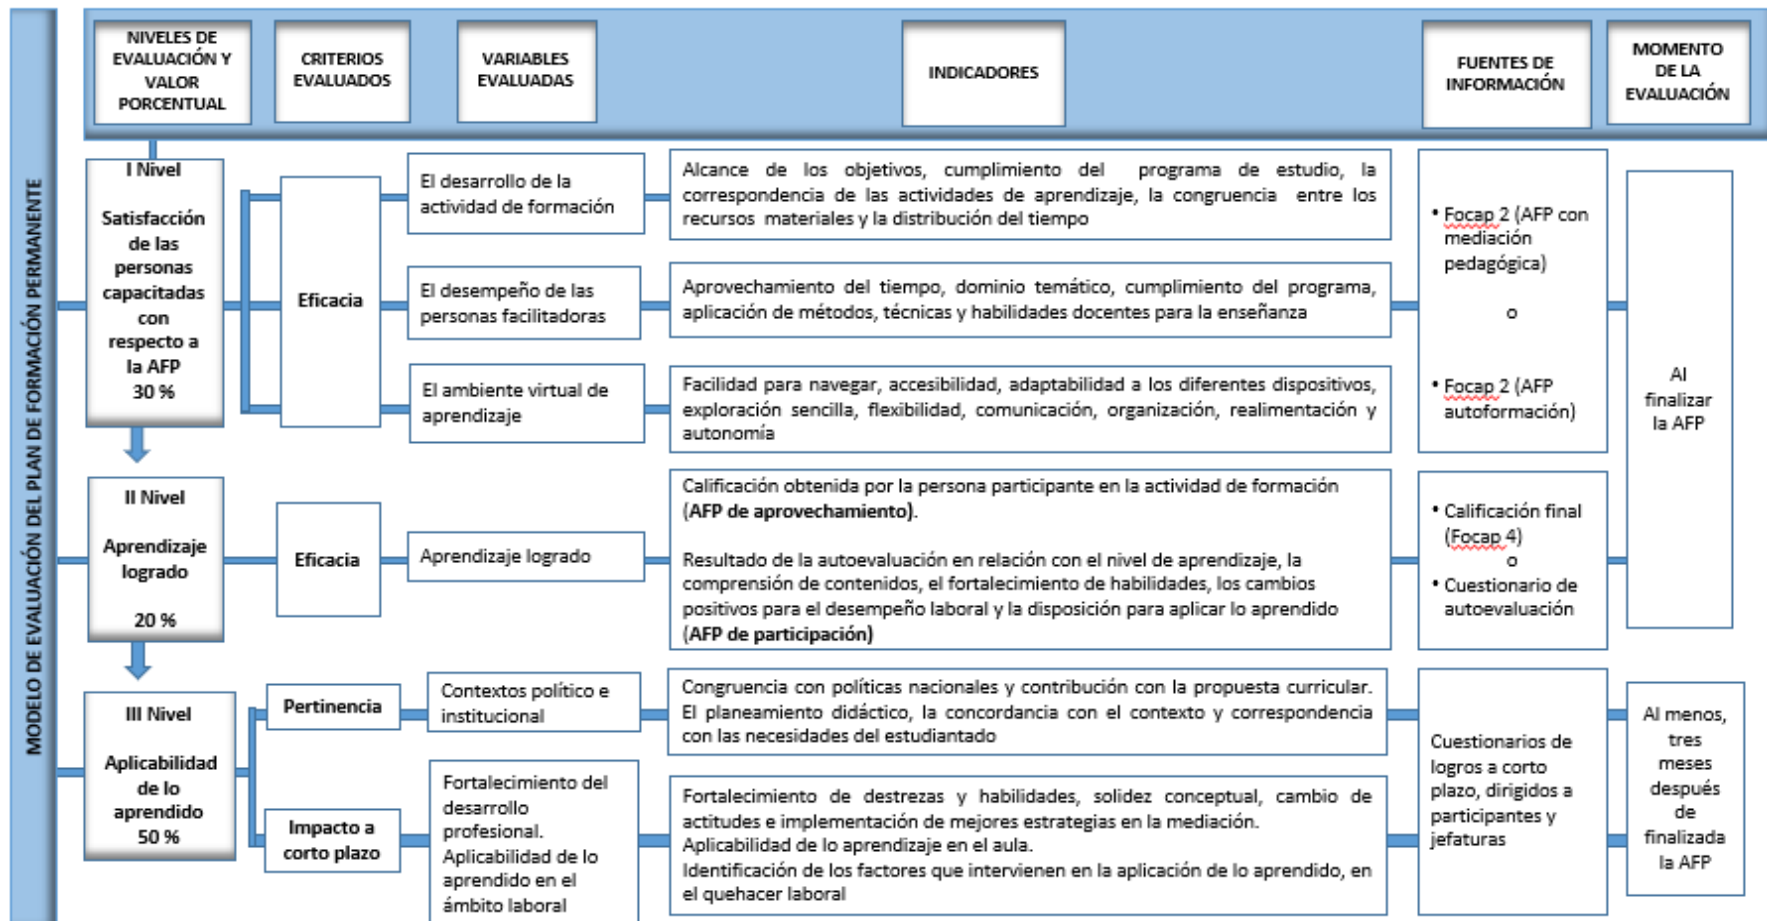 MODELO DE EVALUACIÓN DEL PLAN DE FORMACIÓN PERMANENTE
NIVELES DE
EVALUACIÓN Y
VALOR
PORCENTUAL
CRITERIOS
EVALUADOS
VARIABLES
EVALUADAS
INDICADORES
FUENTES DE
INFORMACIÓN
MOMENTO
DE LA
EVALUACIÓN
I Nivel
Satisfacción
de las
personas
capacitadas
con
respecto a
la AFP
30 %
Eficacia
El desarrollo de la
actividad de formación
Alcance de los objetivos, cumplimiento del programa de estudio, la
correspondencia de las actividades de aprendizaje, la congruencia entre los
recursos materiales y la distribución del tiempo
El desempeño de las
personas facilitadoras
Aprovechamiento del tiempo, dominio temático, cumplimiento del programa,
aplicación de métodos, técnicas y habilidades docentes para la enseñanza
El ambiente virtual de
aprendizaje
Facilidad para navegar, accesibilidad, adaptabilidad a los diferentes dispositivos,
exploración sencilla, flexibilidad, comunicación, organización, realimentación y
autonomía
• Focap 2 (AFP con
mediación
pedagógica)
o
• Focap 2 (AFP
autoformación)
Al
finalizar
la AFP
II Nivel
Aprendizaje
logrado
20 %
Eficacia
Aprendizaje logrado
Calificación obtenida por la persona participante en la actividad de formación
(AFP de aprovechamiento).
Resultado de la autoevaluación en relación con el nivel de aprendizaje, la
comprensión de contenidos, el fortalecimiento de habilidades, los cambios
positivos para el desempeño laboral y la disposición para aplicar lo aprendido
(AFP de participación)
• Calificación final
(Focap 4)
o
• Cuestionario de
autoevaluación
III Nivel
Aplicabilidad
de lo
aprendido
50 %
Pertinencia
Contextos político e
institucional
Congruencia con políticas nacionales y contribución con la propuesta curricular.
El planeamiento didáctico, la concordancia con el contexto y correspondencia
con las necesidades del estudiantado
Impacto a
corto plazo
Fortalecimiento del
desarrollo
profesional.
Aplicabilidad de lo
aprendido en el
ámbito laboral
Fortalecimiento de destrezas y habilidades, solidez conceptual, cambio de
actitudes e implementación de mejores estrategias en la mediación.
Aplicabilidad de lo aprendizaje en el aula.
Identificación de los factores que intervienen en la aplicación de lo aprendido, en
el quehacer laboral
Cuestionarios de
logros a corto
plazo, dirigidos a
participantes y
jefaturas
Al menos,
tres
meses
después
de
finalizada
la AFP